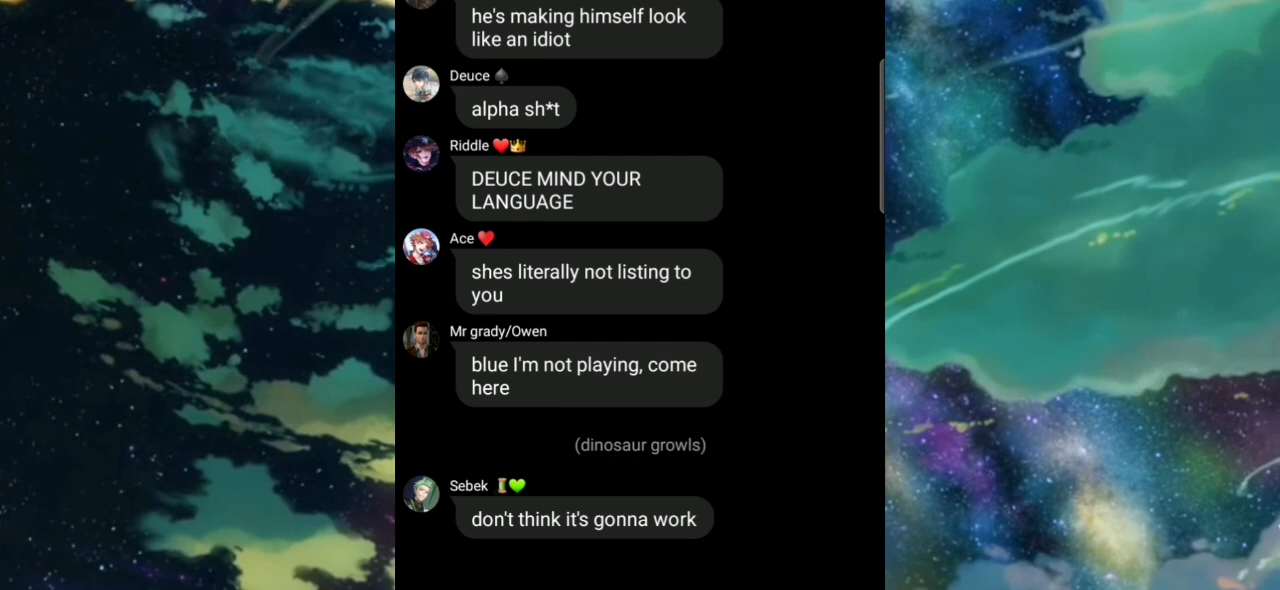 he's making himself look
like an idiot
Deuce ♠️
alpha sh*t
Riddle ❤️👑
DEUCE MIND YOUR
LANGUAGE
Ace ❤️
shes literally not listing to
you
Mr grady/Owen
blue I'm not playing, come
here
(dinosaur growls)
Sebek 🧵💚
don't think it's gonna work